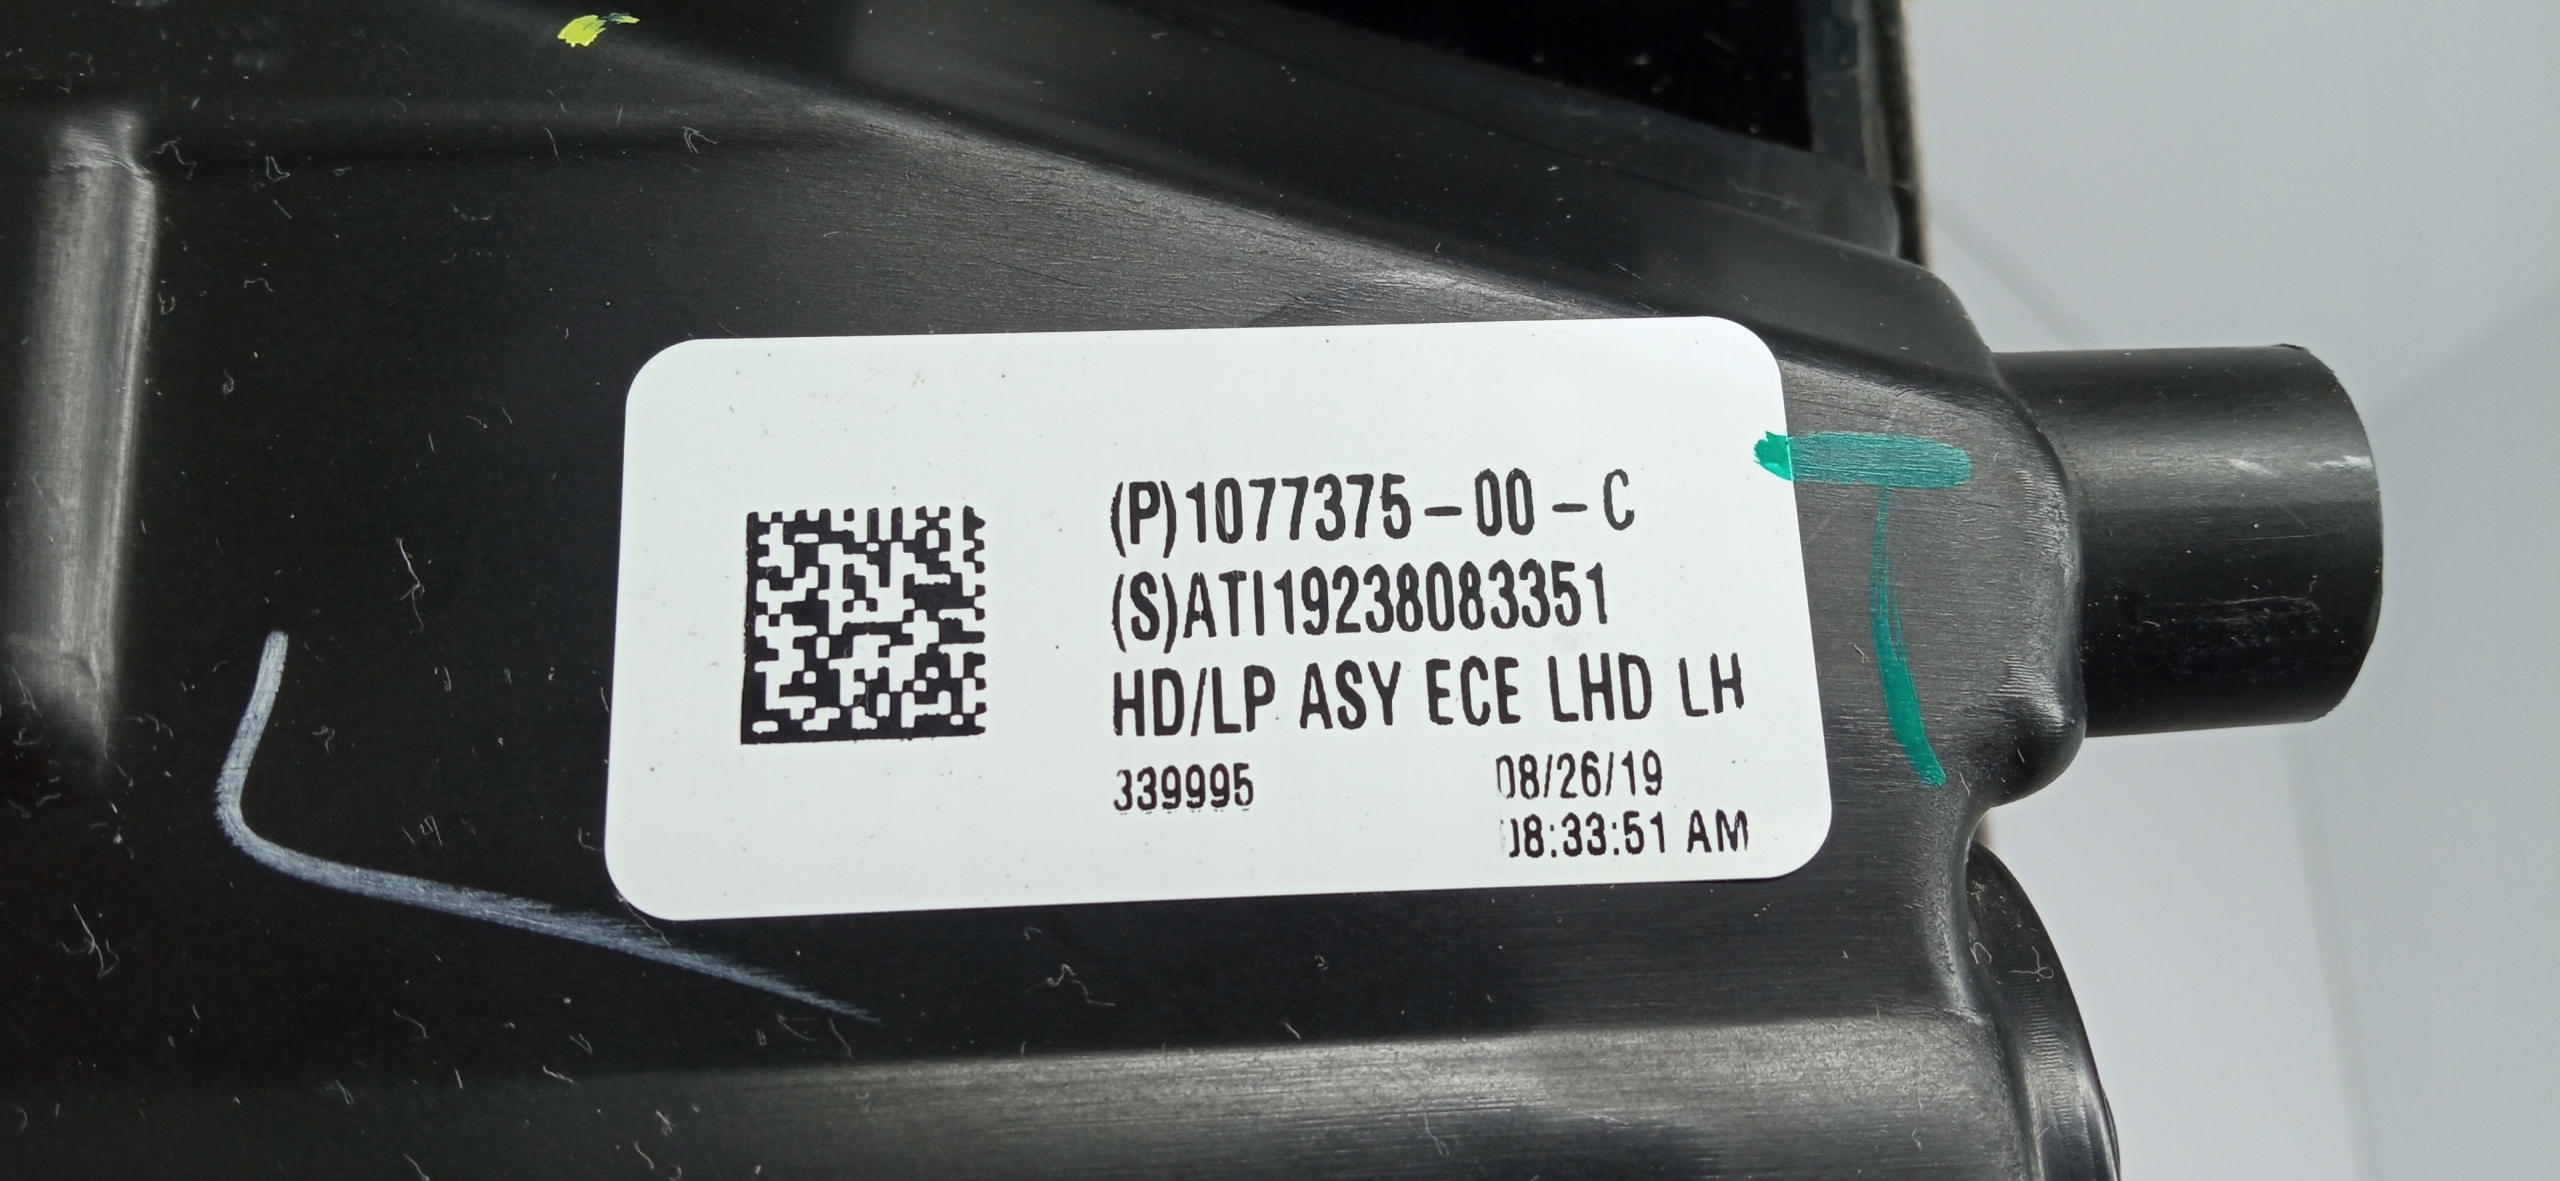 (P)1077375-00-C
(S)ATI19238083351
HD/LP ASY ECE LHD LH
339995
08/26/19
08:33:51 AM